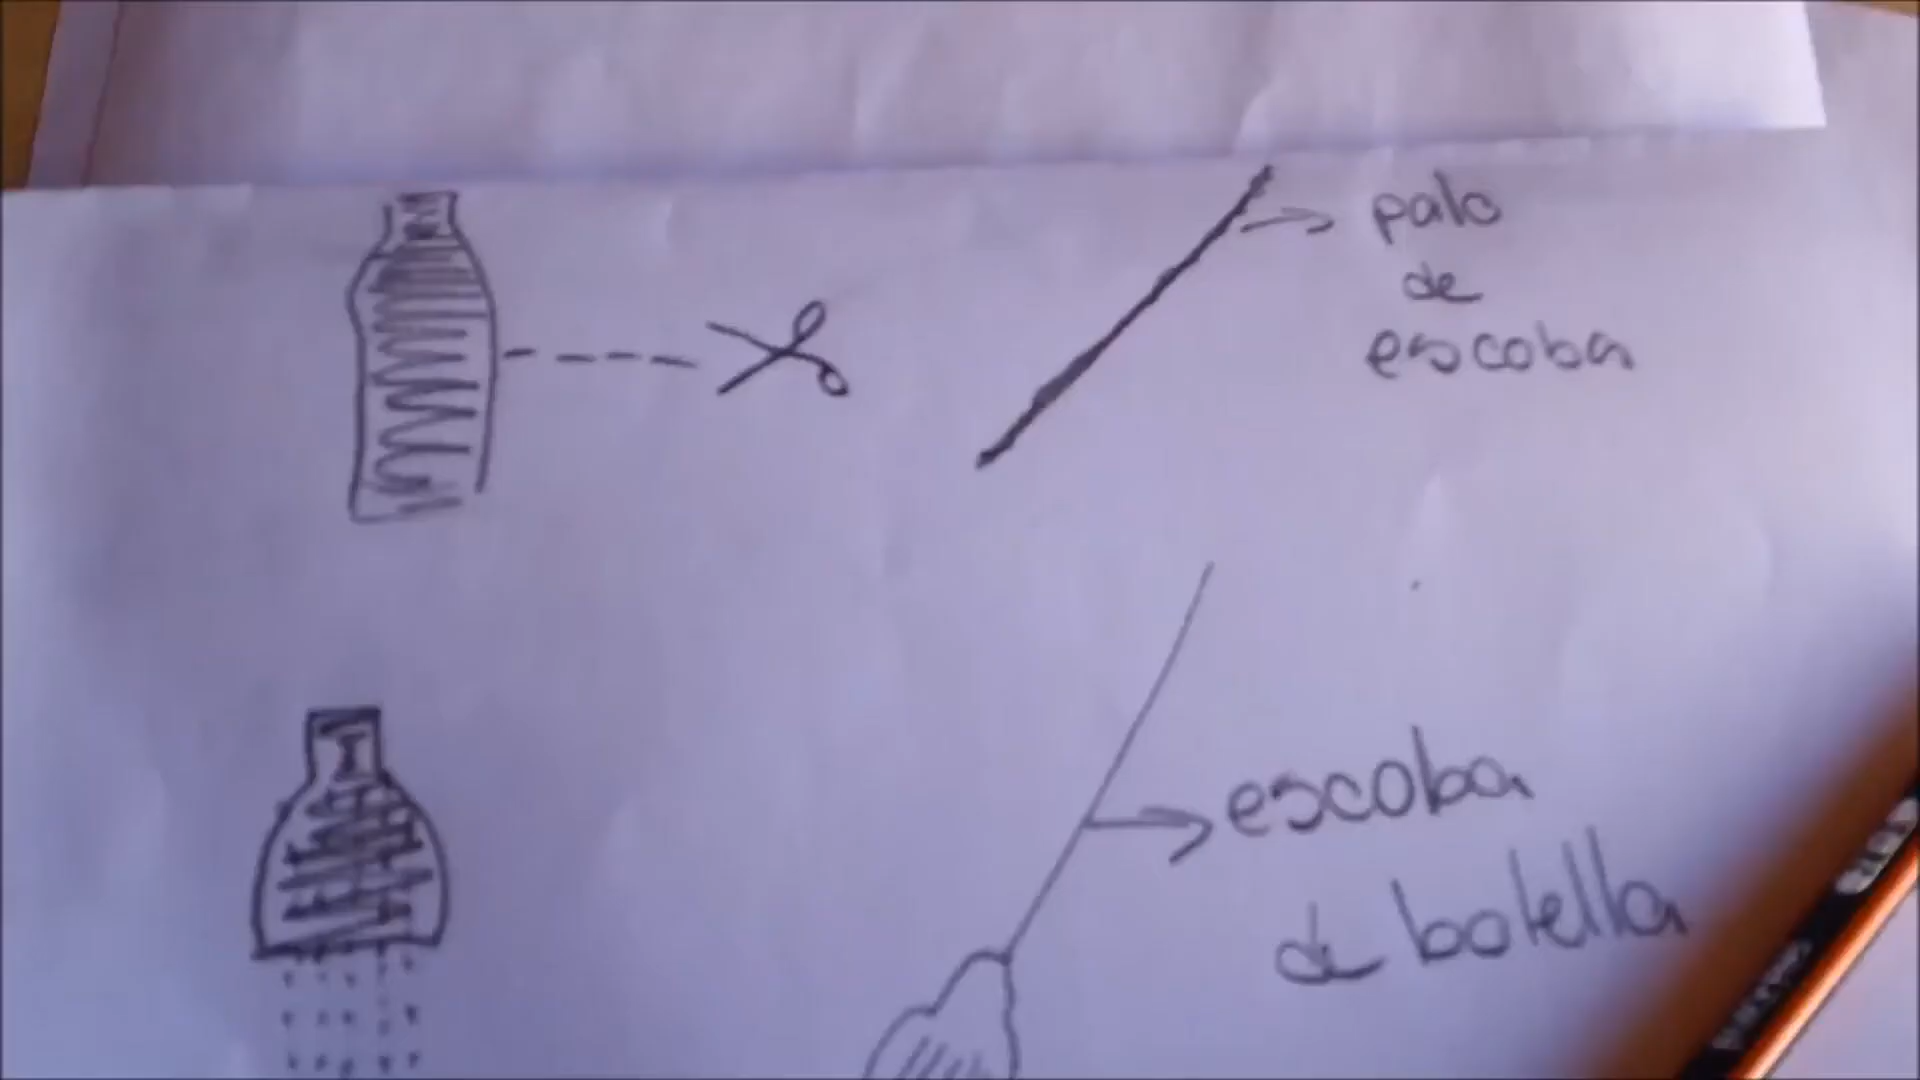 palo
de
escoba
escoba
de botella